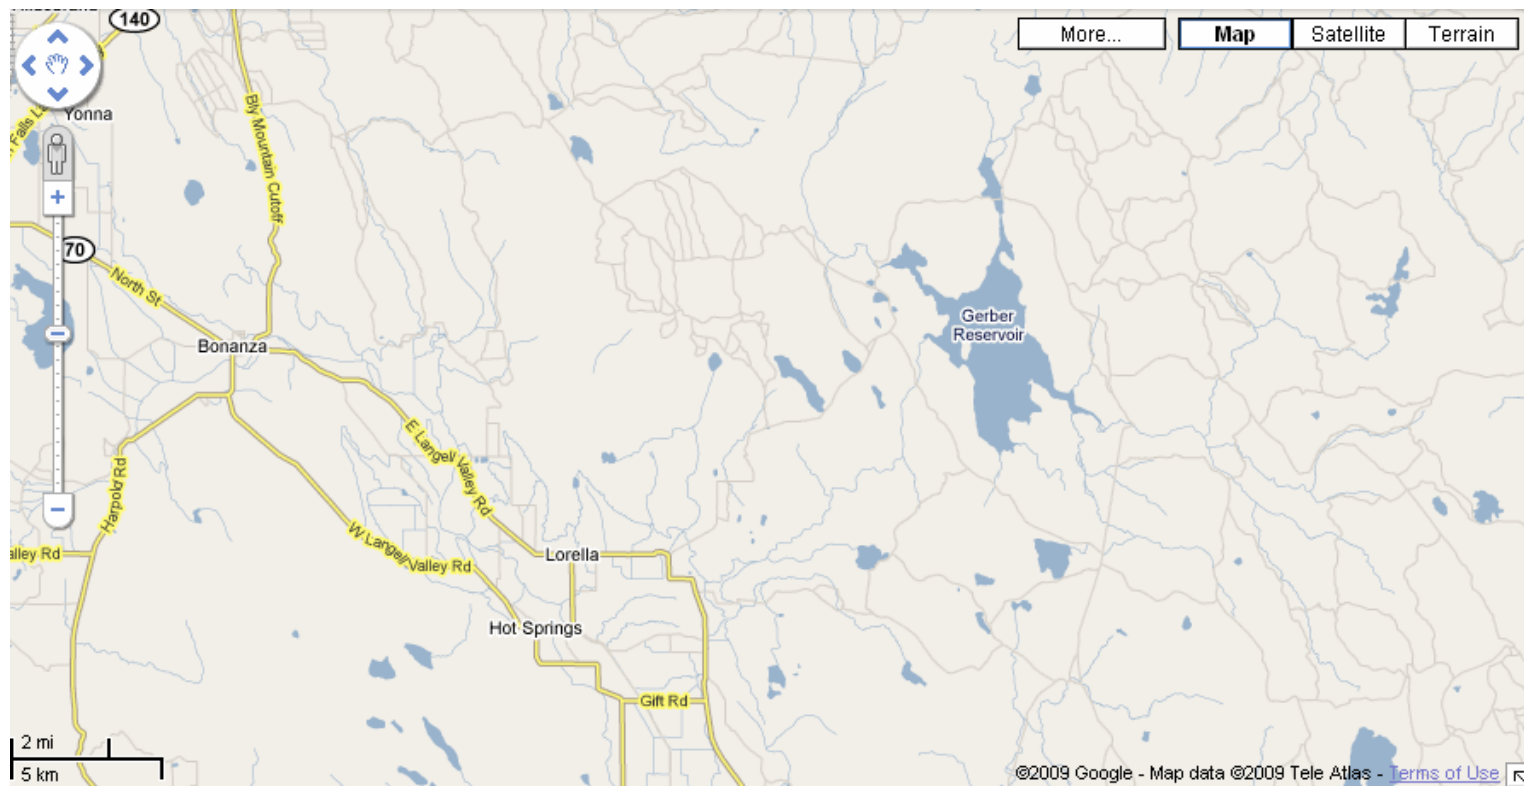 140
More...
Map
Satellite
Terrain
Yonna
Falls
Bly Mountain Cutoff
70
North St
Bonanza
Gerber
Reservoir
E Langell Valley Rd
Harpold Rd
W Langell Valley Rd
alley Rd
Lorella
Hot Springs
Gift Rd
2 mi
5 km
©2009 Google - Map data ©2009 Tele Atlas - Terms of Use